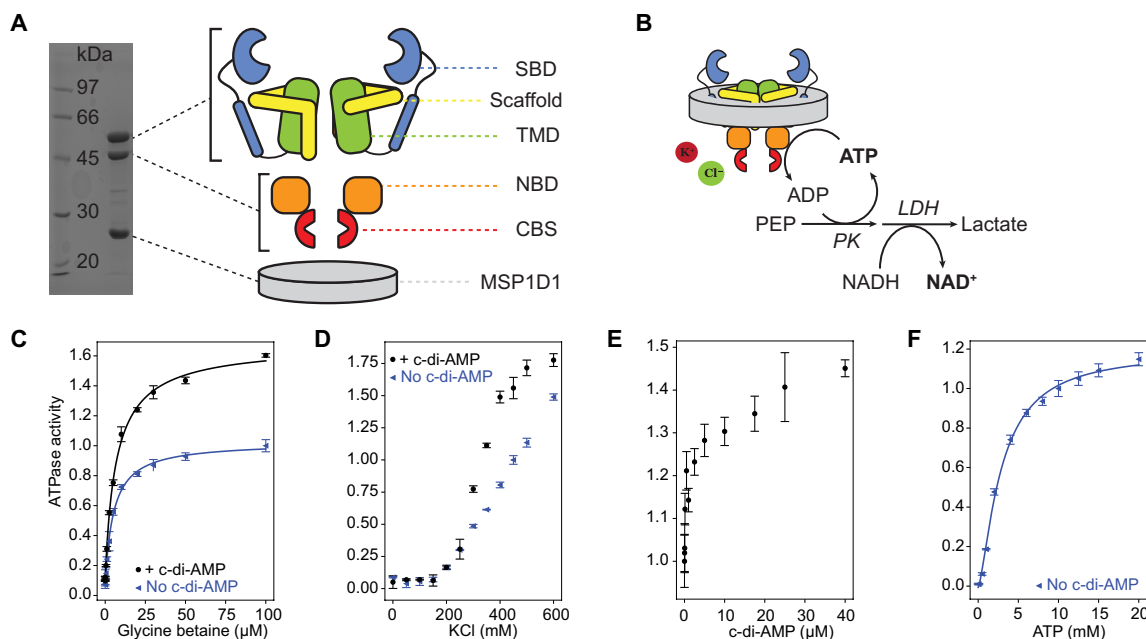 A
kDa
97
66
45
30
20
SBD
Scaffold
TMD
NBD
CBS
MSP1D1
B
K+
Cl−
ATP
ADP
PEP
PK
LDH
Lactate
NADH
NAD+
C
ATPase activity
1.6
1.4
1.2
1.0
0.8
0.6
0.4
0.2
0.0
+ c-di-AMP
No c-di-AMP
0 25 50 75 100
Glycine betaine (µM)
D
+ c-di-AMP
No c-di-AMP
1.75
1.50
1.25
1.00
0.75
0.50
0.25
0.00
0 200 400 600
KCl (mM)
E
1.5
1.4
1.3
1.2
1.1
1.0
0 10 20 30 40
c-di-AMP (µM)
F
1.2
1.0
0.8
0.6
0.4
0.2
0.0
No c-di-AMP
0 5 10 15 20
ATP (mM)